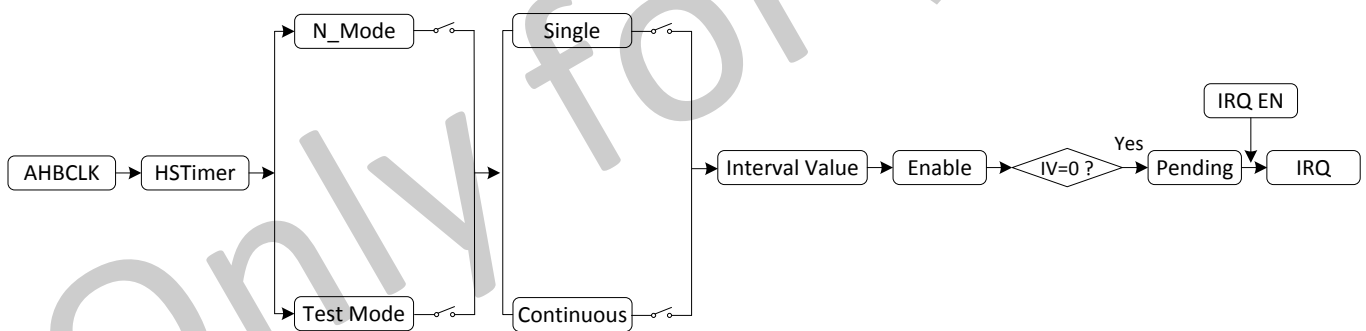 N_Mode
Single
IRQ EN
AHBCLK
HSTimer
Interval Value
Enable
IV=0 ?
Yes
Pending
IRQ
Test Mode
Continuous
Only for